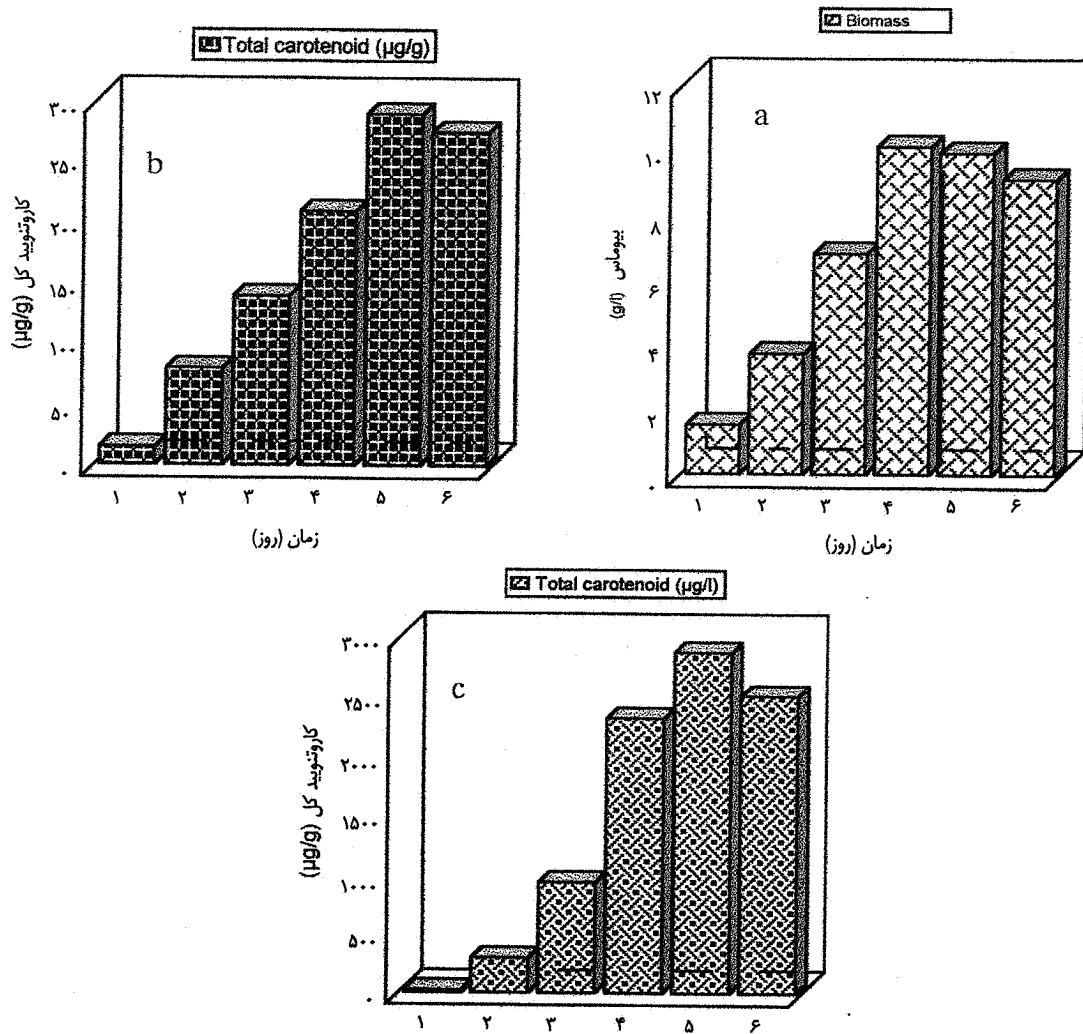 Total carotenoid (µg/g)
b
کاروتنویید کل (µg/g)
۳۰۰
۲۵۰
۲۰۰
۱۵۰
۱۰۰
۵۰
۰
۱ ۲ ۳ ۴ ۵ ۶
زمان (روز)
Biomass
a
بیوماس (g/l)
۱۲
۱۰
۸
۶
۴
۲
۰
۱ ۲ ۳ ۴ ۵ ۶
زمان (روز)
Total carotenoid (µg/l)
c
کاروتنویید کل (µg/g)
۳۰۰۰
۲۵۰۰
۲۰۰۰
۱۵۰۰
۱۰۰۰
۵۰۰
۰
۱ ۲ ۳ ۴ ۵ ۶